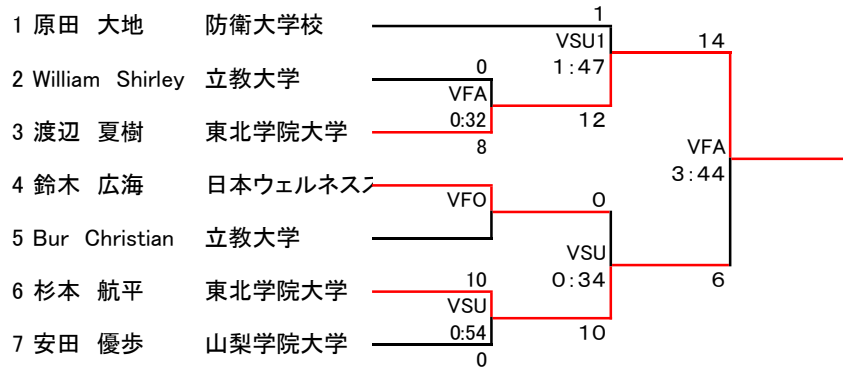 1 原田　大地　防衛大学校
1
VSU1
1:47
14
2 William　Shirley　立教大学
0
VFA
0:32
12
3 渡辺　夏樹　東北学院大学
8
VFA
3:44
4 鈴木　広海　日本ウェルネスス
VFO
0
5 Bur　Christian　立教大学
VSU
0:34
6
6 杉本　航平　東北学院大学
10
VSU
0:54
10
7 安田　優歩　山梨学院大学
0